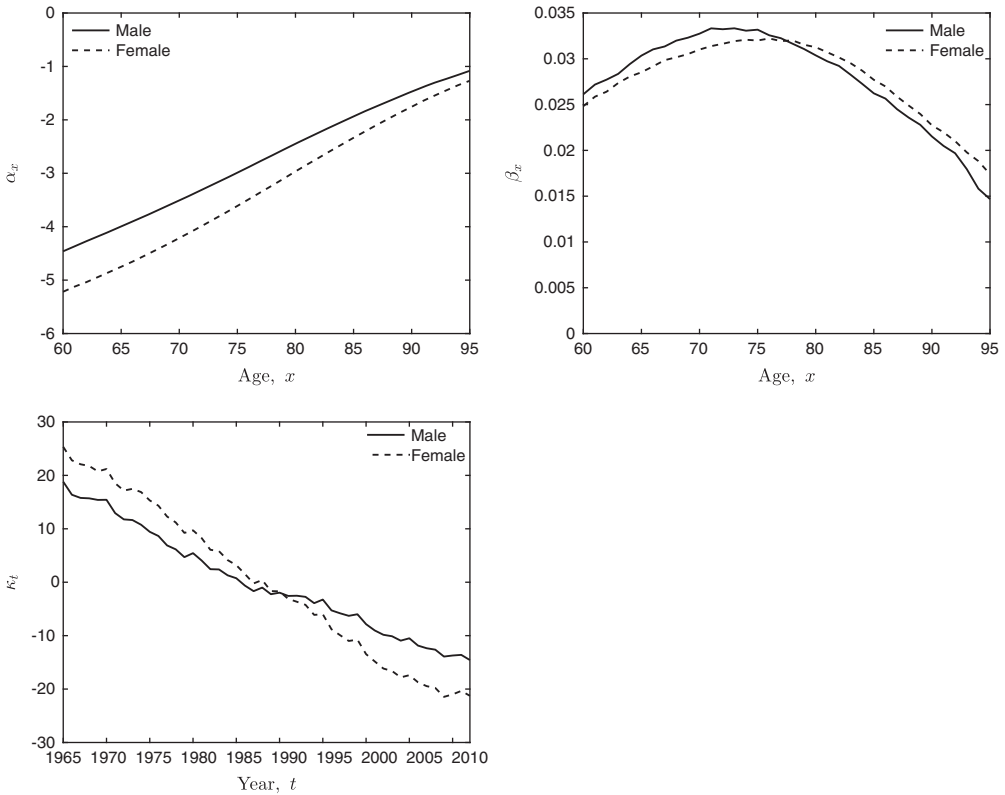 0
-1
-2
-3
-4
-5
-6
αx
Male
Female
60 65 70 75 80 85 90 95
Age, x
0.035
0.03
0.025
0.02
0.015
0.01
0.005
0
βx
Male
Female
60 65 70 75 80 85 90 95
Age, x
30
20
10
0
-10
-20
-30
κt
Male
Female
1965 1970 1975 1980 1985 1990 1995 2000 2005 2010
Year, t